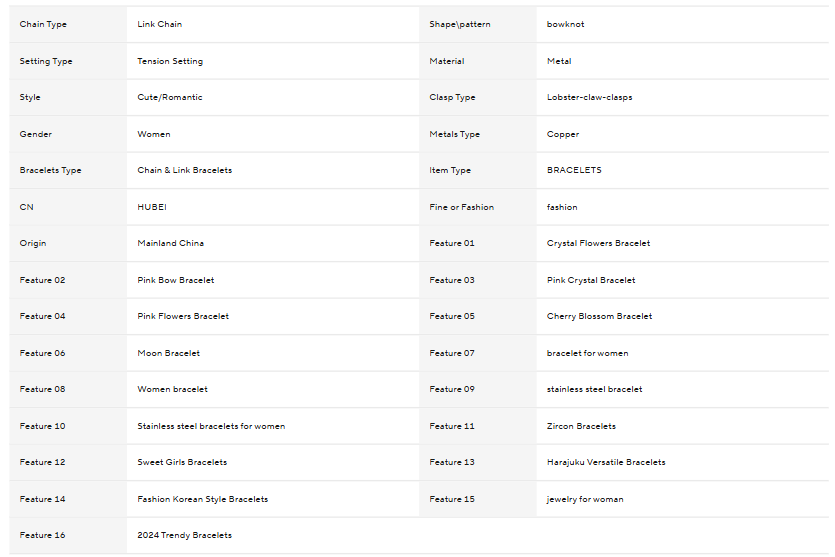 Chain Type Link Chain Shape\pattern bowknot
Setting Type Tension Setting Material Metal
Style Cute/Romantic Clasp Type Lobster-claw-clasps
Gender Women Metals Type Copper
Bracelets Type Chain & Link Bracelets Item Type BRACELETS
CN HUBEI Fine or Fashion fashion
Origin Mainland China Feature 01 Crystal Flowers Bracelet
Feature 02 Pink Bow Bracelet Feature 03 Pink Crystal Bracelet
Feature 04 Pink Flowers Bracelet Feature 05 Cherry Blossom Bracelet
Feature 06 Moon Bracelet Feature 07 bracelet for women
Feature 08 Women bracelet Feature 09 stainless steel bracelet
Feature 10 Stainless steel bracelets for women Feature 11 Zircon Bracelets
Feature 12 Sweet Girls Bracelets Feature 13 Harajuku Versatile Bracelets
Feature 14 Fashion Korean Style Bracelets Feature 15 jewelry for woman
Feature 16 2024 Trendy Bracelets